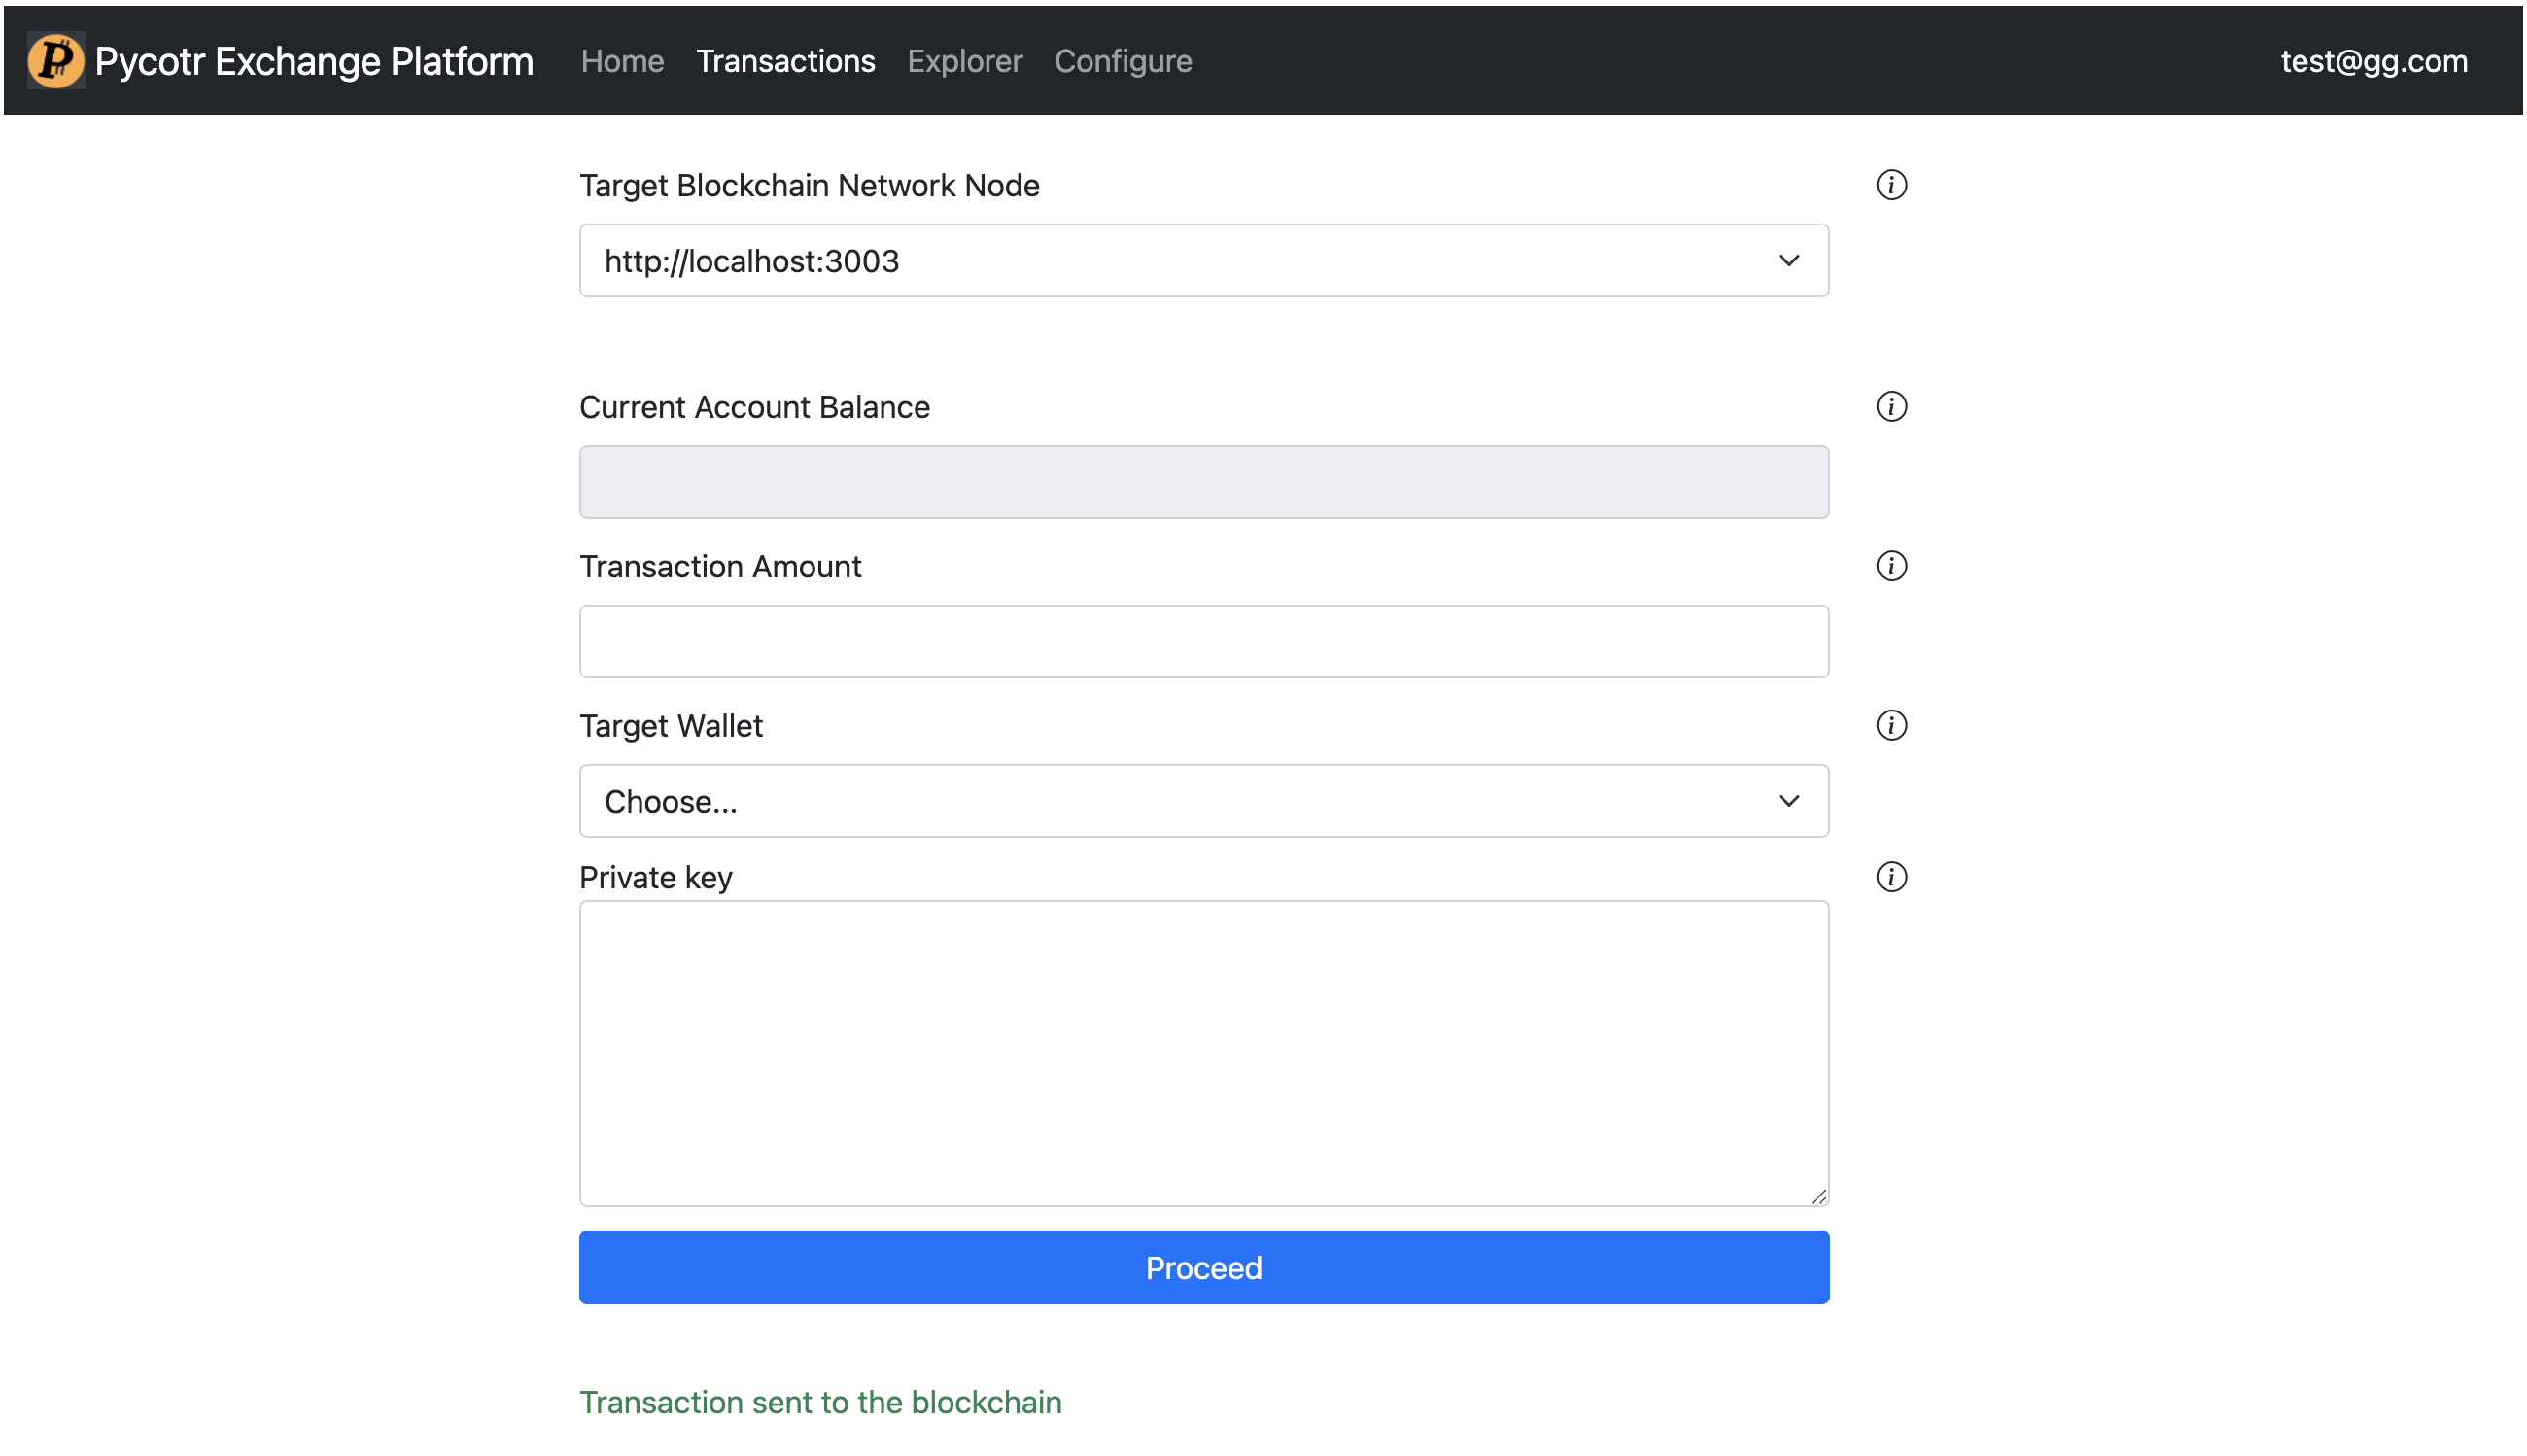 Pycotr Exchange Platform Home Transactions Explorer Configure test@gg.com
Target Blockchain Network Node
http://localhost:3003
Current Account Balance
Transaction Amount
Target Wallet
Choose...
Private key
Proceed
Transaction sent to the blockchain